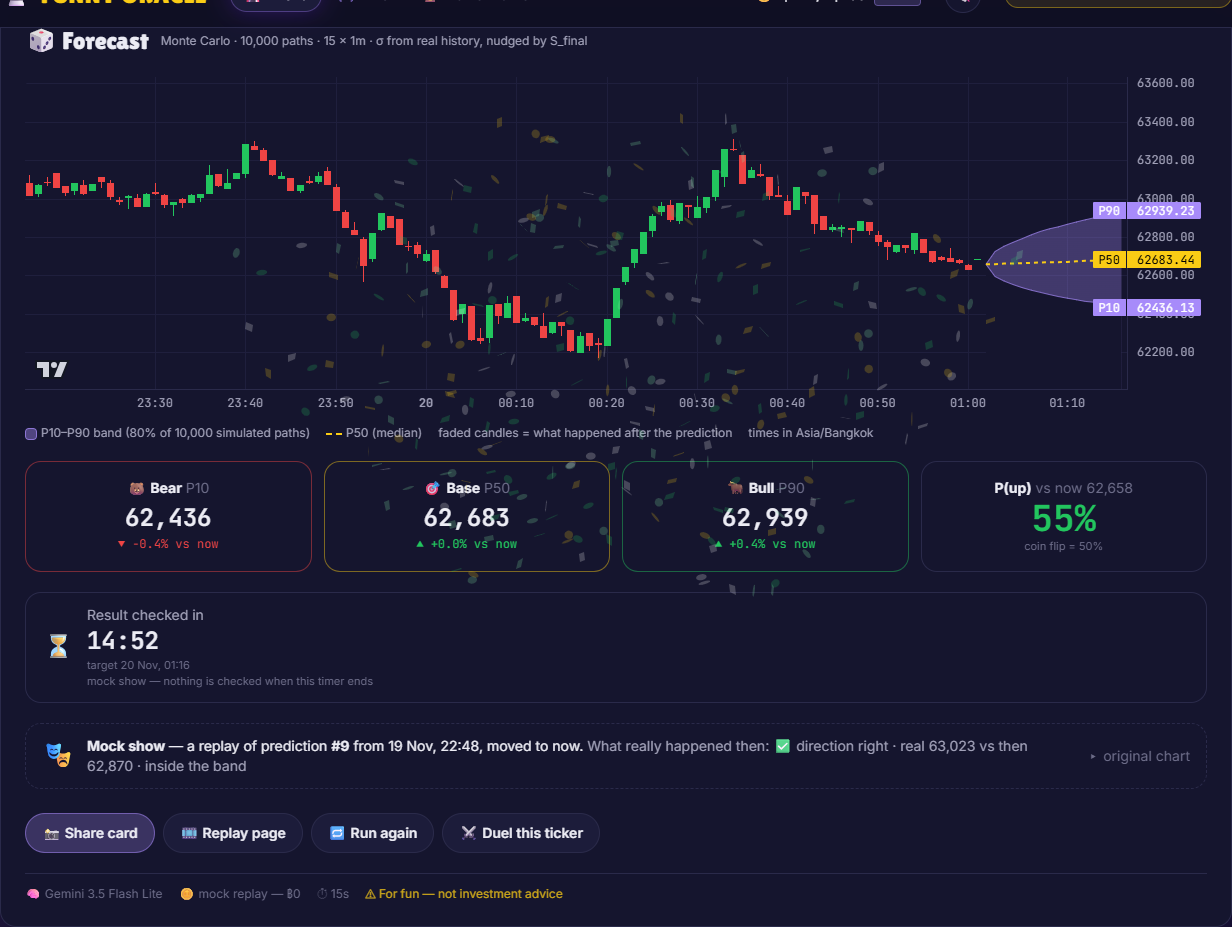 Forecast Monte Carlo · 10,000 paths · 15 × 1m · σ from real history, nudged by S_final
63600.00
63400.00
63200.00
63000.00
P90 62939.23
62800.00
P50 62683.44
62600.00
P10 62436.13
62200.00
23:30 23:40 23:50 20 00:10 00:20 00:30 00:40 00:50 01:00 01:10
P10–P90 band (80% of 10,000 simulated paths) P50 (median) faded candles = what happened after the prediction times in Asia/Bangkok
Bear P10
62,436
▼ -0.4% vs now
Base P50
62,683
▲ +0.0% vs now
Bull P90
62,939
▲ +0.4% vs now
P(up) vs now 62,658
55%
coin flip = 50%
Result checked in
14:52
target 20 Nov, 01:16
mock show — nothing is checked when this timer ends
Mock show — a replay of prediction #9 from 19 Nov, 22:48, moved to now. What really happened then: ✅ direction right · real 63,023 vs then
62,870 · inside the band
▸ original chart
Share card Replay page Run again Duel this ticker
Gemini 3.5 Flash Lite mock replay — ฿0 15s ⚠ For fun — not investment advice